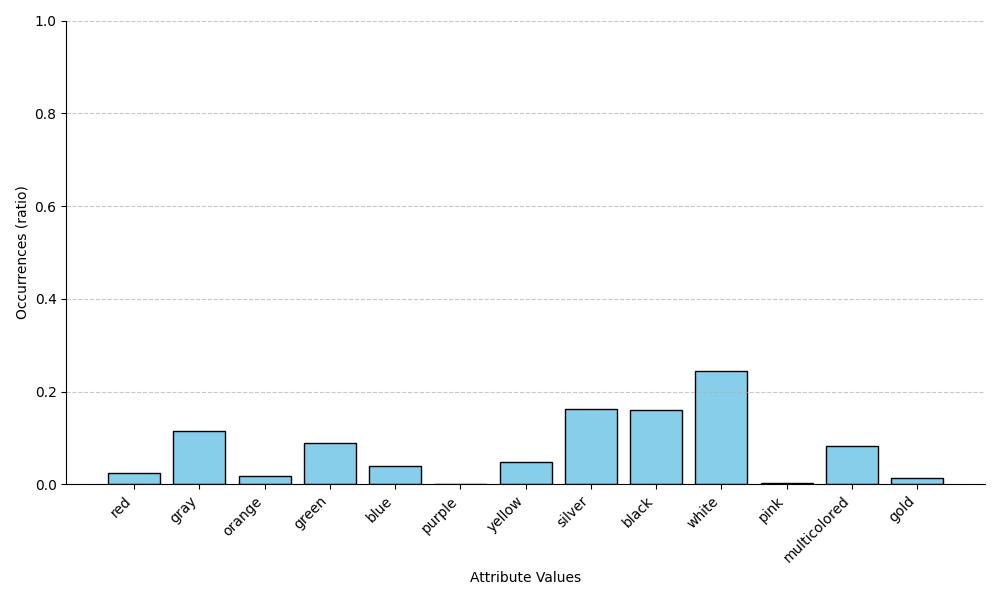 1.0
0.8
0.6
0.4
0.2
0.0
Occurrences (ratio)
red
gray
orange
green
blue
purple
yellow
silver
black
white
pink
multicolored
gold
Attribute Values